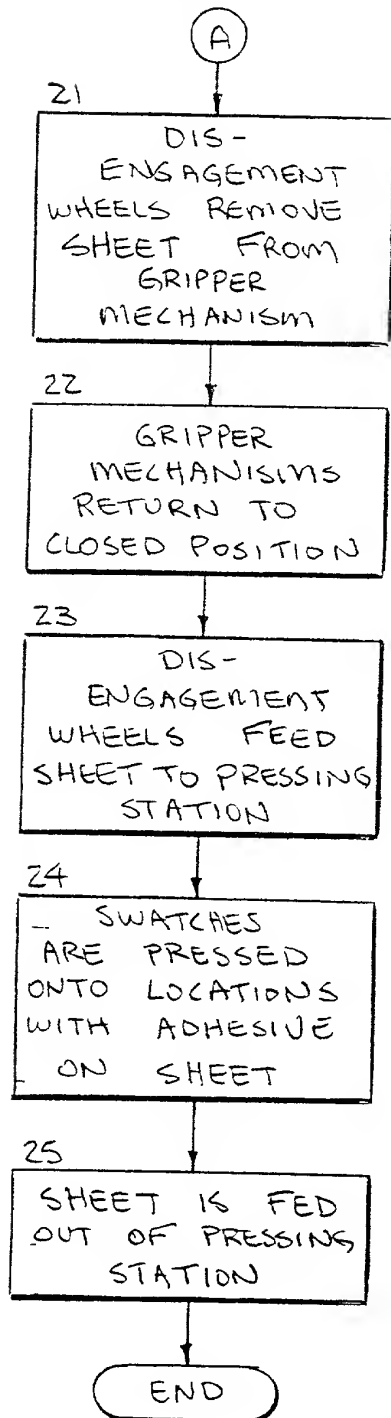 A
21
DIS-
ENGAGEMENT
WHEELS REMOVE
SHEET FROM
GRIPPER
MECHANISM
22
GRIPPER
MECHANISMS
RETURN TO
CLOSED POSITION
23
DIS-
ENGAGEMENT
WHEELS FEED
SHEET TO PRESSING
STATION
24
SWATCHES
ARE PRESSED
ONTO LOCATIONS
WITH ADHESIVE
ON SHEET
25
SHEET IS FED
OUT OF PRESSING
STATION
END